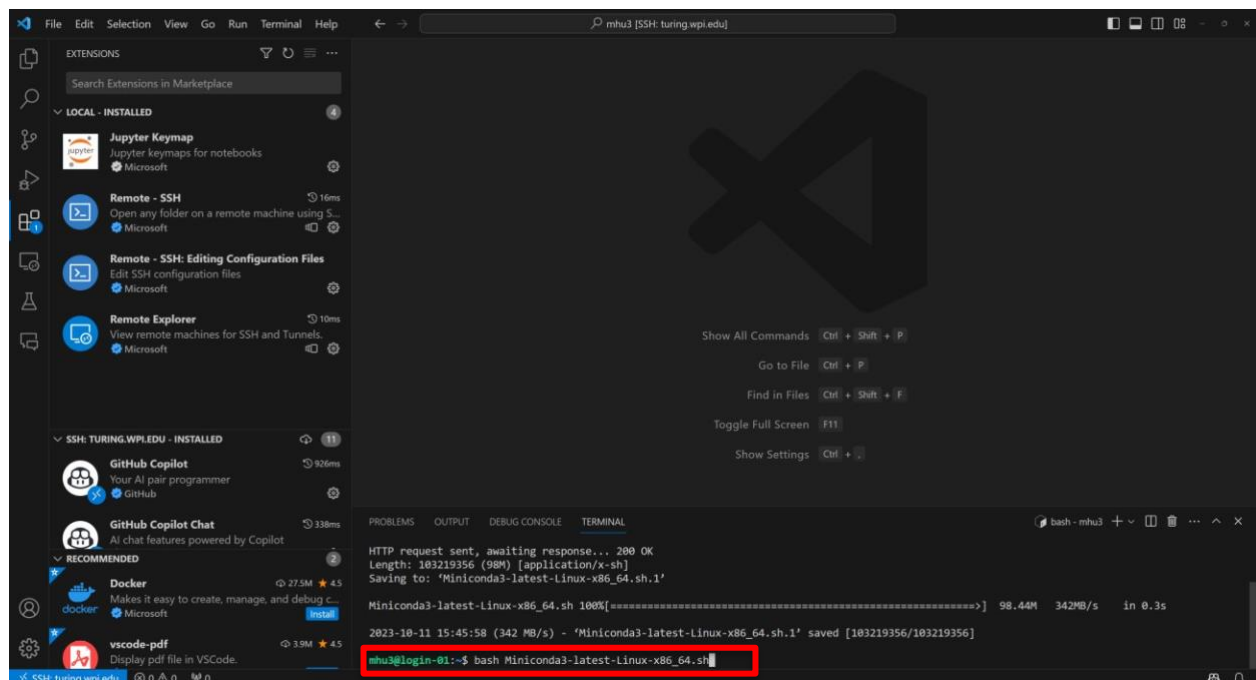 File Edit Selection View Go Run Terminal Help
mhu3 [SSH: turing.wpi.edu]
EXTENSIONS
Search Extensions in Marketplace
LOCAL - INSTALLED
4
jupyter
Jupyter Keymap
Jupyter keymaps for notebooks
Microsoft
Remote - SSH
16ms
Open any folder on a remote machine using S...
Microsoft
Remote - SSH: Editing Configuration Files
Edit SSH configuration files
Microsoft
Remote Explorer
10ms
View remote machines for SSH and Tunnels.
Microsoft
SSH: TURING.WPI.EDU - INSTALLED
11
GitHub Copilot
926ms
Your AI pair programmer
GitHub
GitHub Copilot Chat
338ms
AI chat features powered by Copilot
RECOMMENDED
2
docker
Docker
27.5M ★ 4.5
Makes it easy to create, manage, and debug c...
Microsoft
Install
vscode-pdf
3.9M ★ 4.5
Display pdf file in VSCode.
1
Show All Commands Ctrl + Shift + P
Go to File Ctrl + P
Find in Files Ctrl + Shift + F
Toggle Full Screen F11
Show Settings Ctrl + ,
PROBLEMS OUTPUT DEBUG CONSOLE TERMINAL
bash - mhu3
HTTP request sent, awaiting response... 200 OK
Length: 103219356 (98M) [application/x-sh]
Saving to: ‘Miniconda3-latest-Linux-x86_64.sh.1’
Miniconda3-latest-Linux-x86_64.sh 100%[==========================================================>] 98.44M 342MB/s in 0.3s
2023-10-11 15:45:58 (342 MB/s) - ‘Miniconda3-latest-Linux-x86_64.sh.1’ saved [103219356/103219356]
mhu3@login-01:~$ bash Miniconda3-latest-Linux-x86_64.sh
SSH: turing.wpi.edu 0 0 0